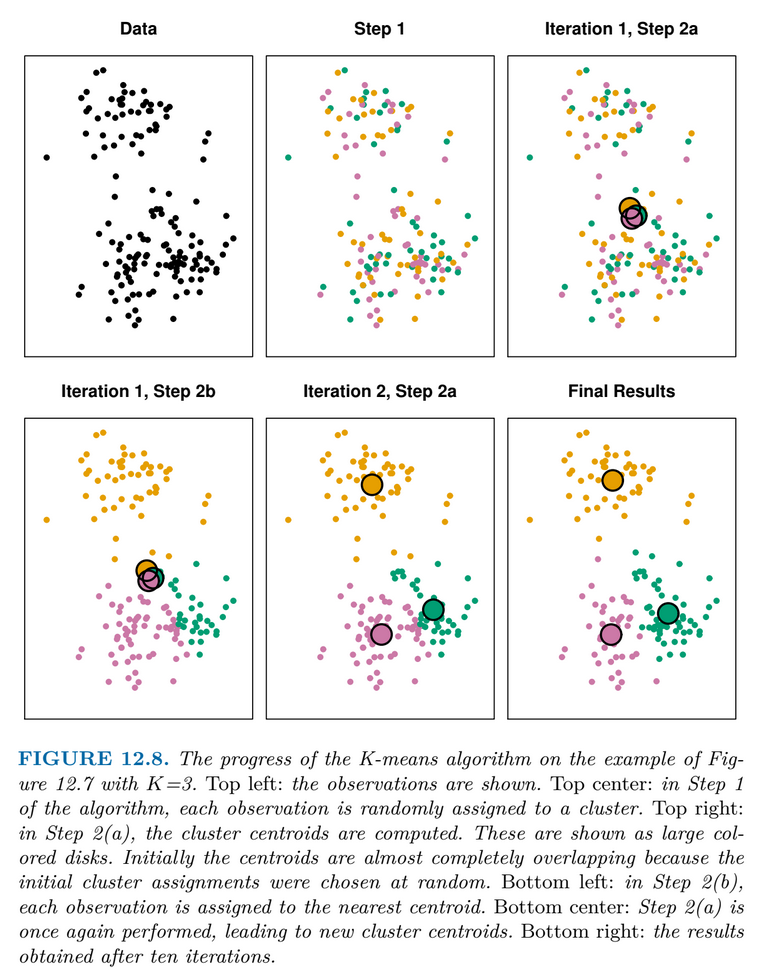 Data
Step 1
Iteration 1, Step 2a
Iteration 1, Step 2b
Iteration 2, Step 2a
Final Results
FIGURE 12.8. The progress of the K-means algorithm on the example of Fig-
ure 12.7 with K=3. Top left: the observations are shown. Top center: in Step 1
of the algorithm, each observation is randomly assigned to a cluster. Top right:
in Step 2(a), the cluster centroids are computed. These are shown as large col-
ored disks. Initially the centroids are almost completely overlapping because the
initial cluster assignments were chosen at random. Bottom left: in Step 2(b),
each observation is assigned to the nearest centroid. Bottom center: Step 2(a) is
once again performed, leading to new cluster centroids. Bottom right: the results
obtained after ten iterations.